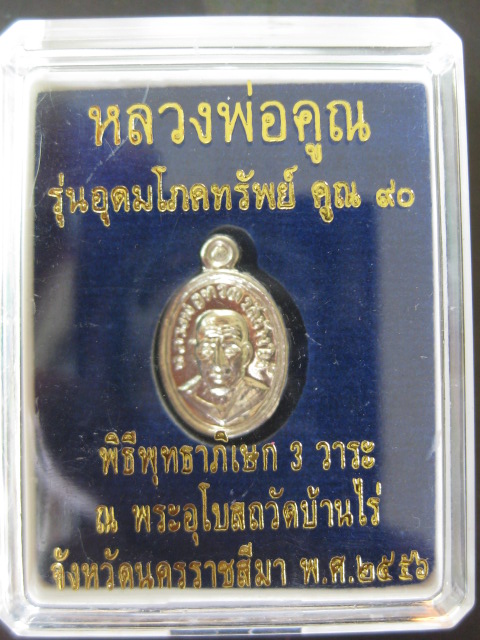 หลวงพ่อคูณ
รุ่นอุดมโภคทรัพย์ คูณ ๙๐
พิธีพุทธาภิเษก 3 วาระ
ณ พระอุโบสถวัดบ้านไร่
จังหวัดนครราชสีมา พ.ศ.๒๕๕๖